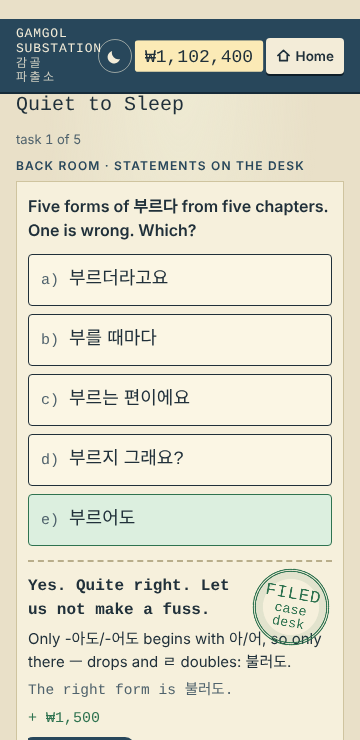 GAMGOL
SUBSTATION
감골
파출소
₩1,102,400
Home
Quiet to Sleep
task 1 of 5
BACK ROOM · STATEMENTS ON THE DESK
Five forms of 부르다 from five chapters.
One is wrong. Which?
a) 부르더라고요
b) 부를 때마다
c) 부르는 편이에요
d) 부르지 그래요?
e) 부르어도
Yes. Quite right. Let
us not make a fuss.
FILED
case
desk
Only -아도/-어도 begins with 아/어, so only
there ㅡ drops and ㄹ doubles: 불러도.
The right form is 불러도.
+ ₩1,500